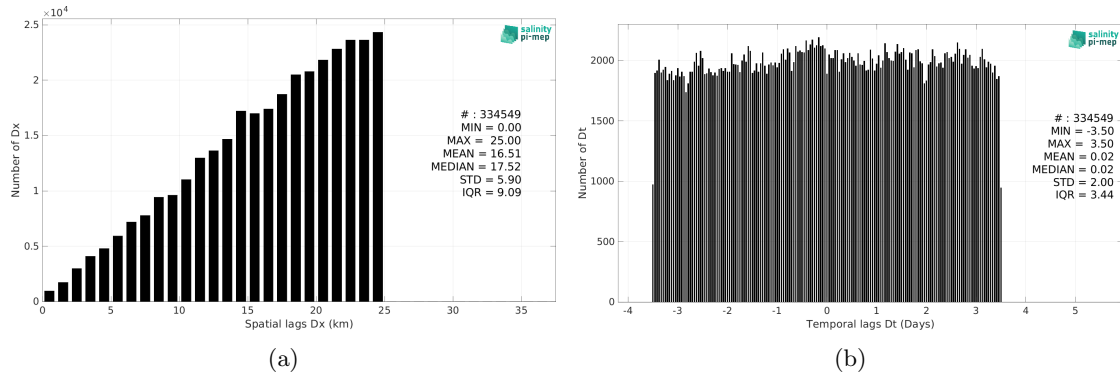 ×10⁴
2.5
2
1.5
1
0.5
0
Number of Dx
salinity
pi-mep
# : 334549
MIN = 0.00
MAX = 25.00
MEAN = 16.51
MEDIAN = 17.52
STD = 5.90
IQR = 9.09
0 5 10 15 20 25 30 35
Spatial lags Dx (km)
(a)
2000
1500
1000
500
0
Number of Dt
salinity
pi-mep
# : 334549
MIN = -3.50
MAX = 3.50
MEAN = 0.02
MEDIAN = 0.02
STD = 2.00
IQR = 3.44
-4 -3 -2 -1 0 1 2 3 4 5
Temporal lags Dt (Days)
(b)